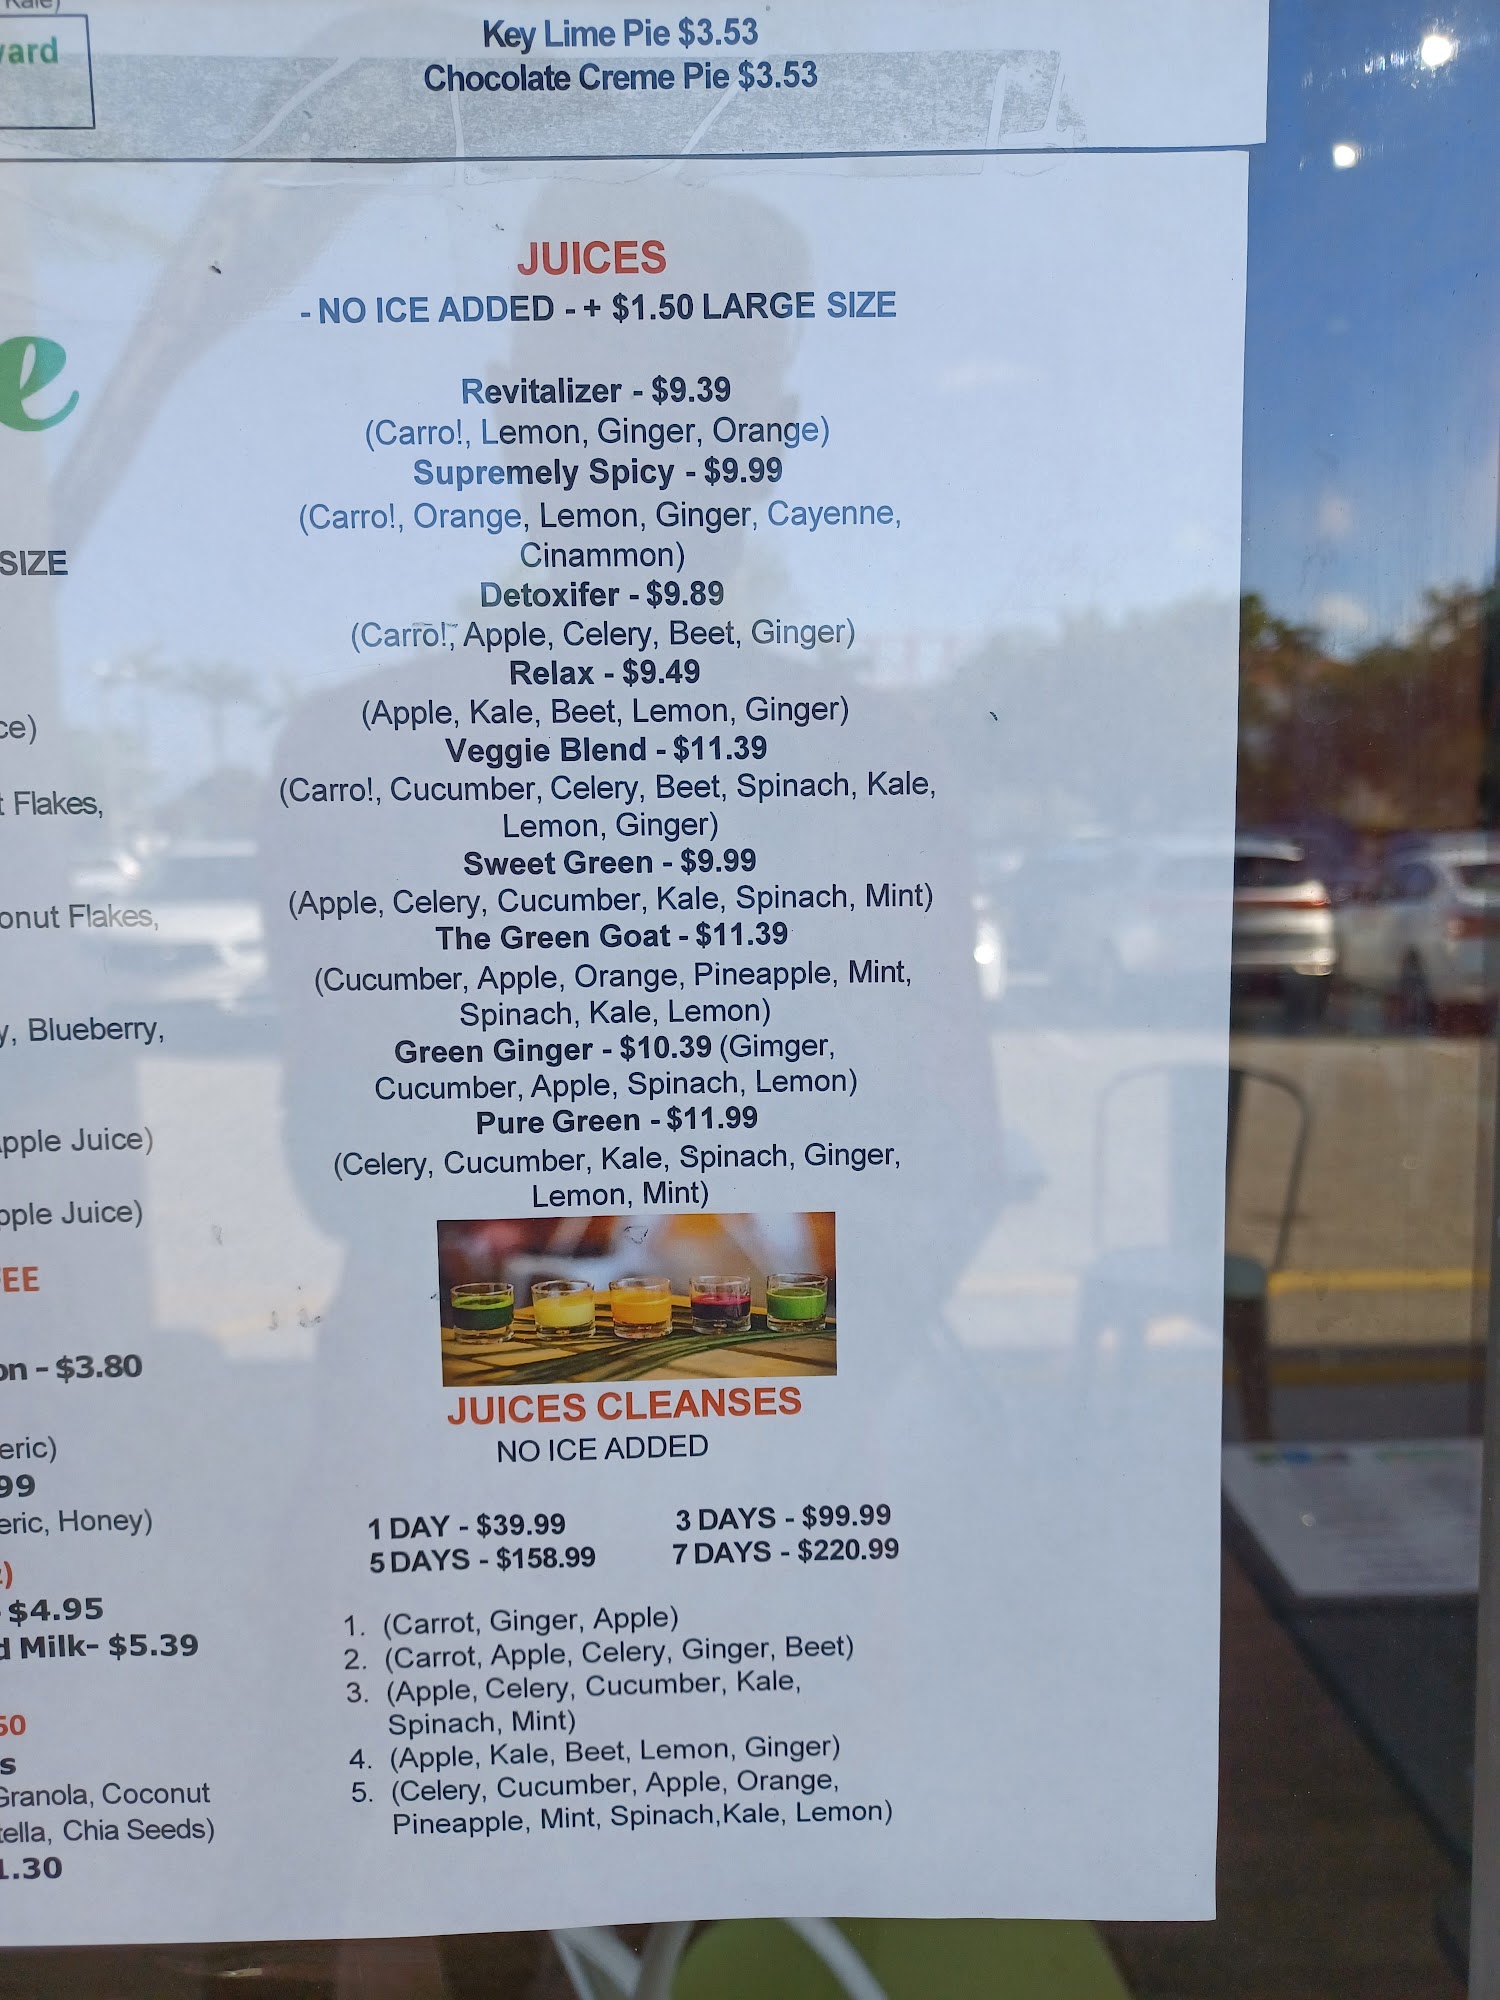 Kale)
ard
Key Lime Pie $3.53
Chocolate Creme Pie $3.53
e
SIZE
ce)
t Flakes,
onut Flakes,
y, Blueberry,
pple Juice)
pple Juice)
EE
on - $3.80
eric)
99
eric, Honey)
)
- $4.95
d Milk- $5.39
50
s
Granola, Coconut
tella, Chia Seeds)
1.30
JUICES
- NO ICE ADDED - + $1.50 LARGE SIZE
Revitalizer - $9.39
(Carro!, Lemon, Ginger, Orange)
Supremely Spicy - $9.99
(Carro!, Orange, Lemon, Ginger, Cayenne,
Cinammon)
Detoxifer - $9.89
(Carro!, Apple, Celery, Beet, Ginger)
Relax - $9.49
(Apple, Kale, Beet, Lemon, Ginger)
Veggie Blend - $11.39
(Carro!, Cucumber, Celery, Beet, Spinach, Kale,
Lemon, Ginger)
Sweet Green - $9.99
(Apple, Celery, Cucumber, Kale, Spinach, Mint)
The Green Goat - $11.39
(Cucumber, Apple, Orange, Pineapple, Mint,
Spinach, Kale, Lemon)
Green Ginger - $10.39 (Gimger,
Cucumber, Apple, Spinach, Lemon)
Pure Green - $11.99
(Celery, Cucumber, Kale, Spinach, Ginger,
Lemon, Mint)
JUICES CLEANSES
NO ICE ADDED
1 DAY - $39.99 3 DAYS - $99.99
5 DAYS - $158.99 7 DAYS - $220.99
1. (Carrot, Ginger, Apple)
2. (Carrot, Apple, Celery, Ginger, Beet)
3. (Apple, Celery, Cucumber, Kale,
Spinach, Mint)
4. (Apple, Kale, Beet, Lemon, Ginger)
5. (Celery, Cucumber, Apple, Orange,
Pineapple, Mint, Spinach,Kale, Lemon)